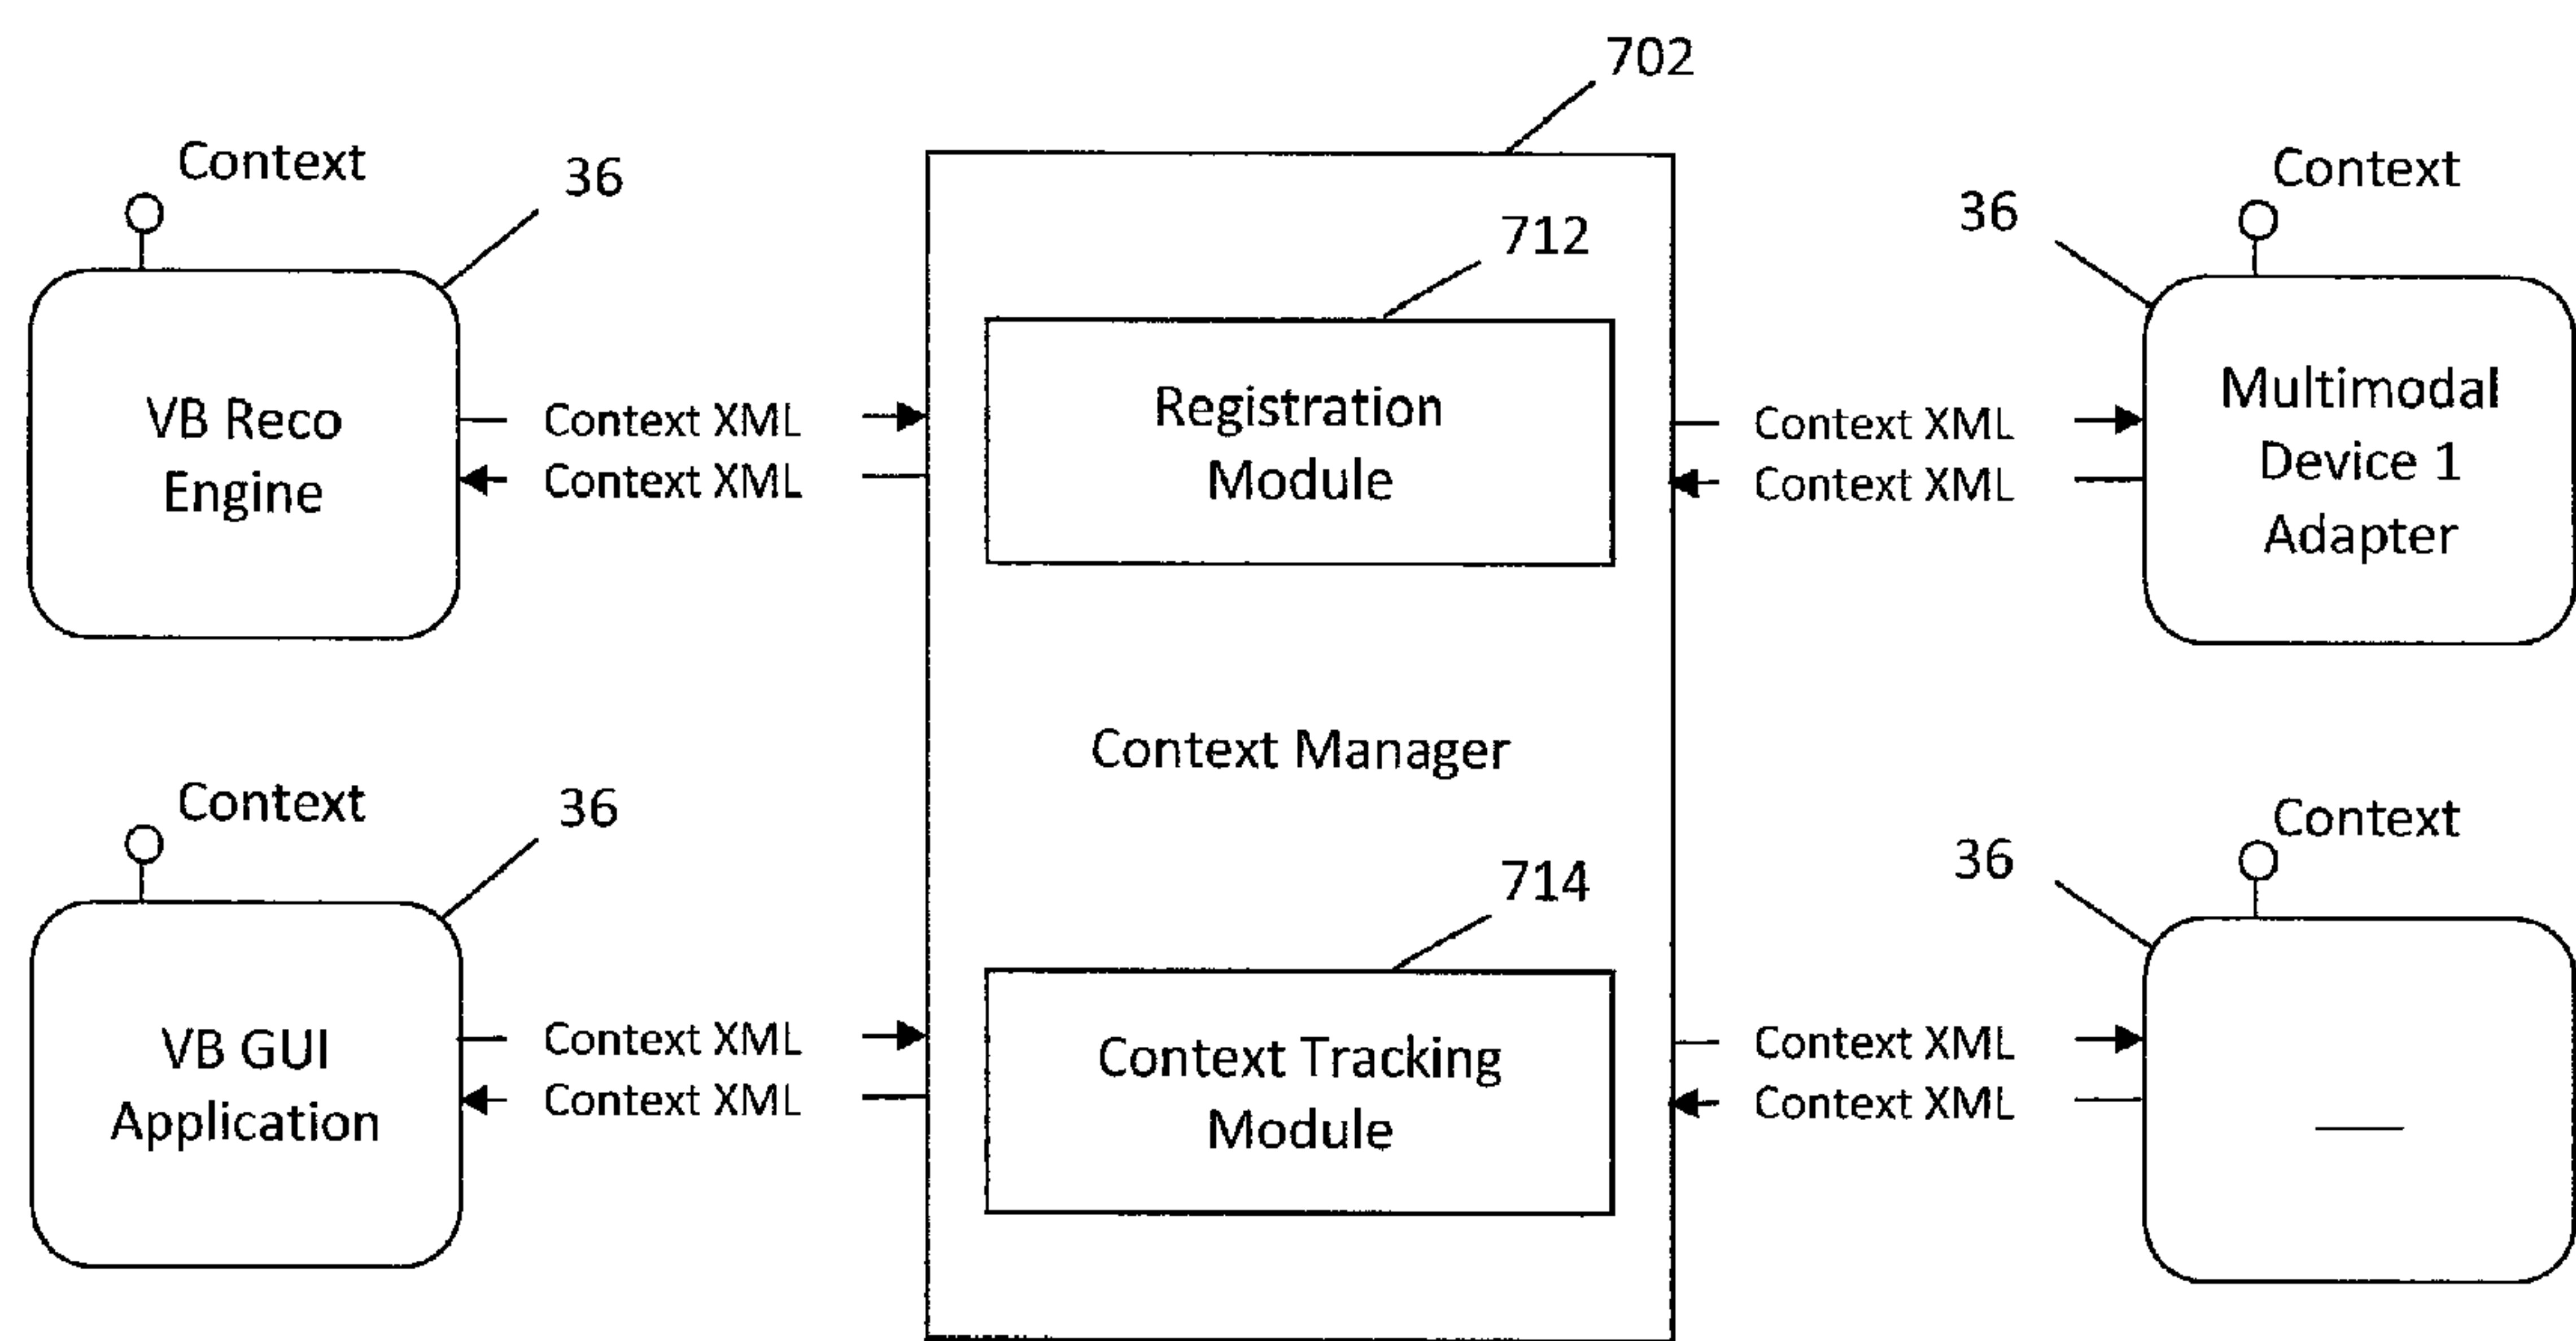 702
Context
36
VB Reco
Engine
Context XML
Context XML
712
Registration
Module
Context Manager
714
Context Tracking
Module
Context
36
VB GUI
Application
Context XML
Context XML
Context
36
Multimodal
Device 1
Adapter
Context XML
Context XML
Context
36
Context XML
Context XML